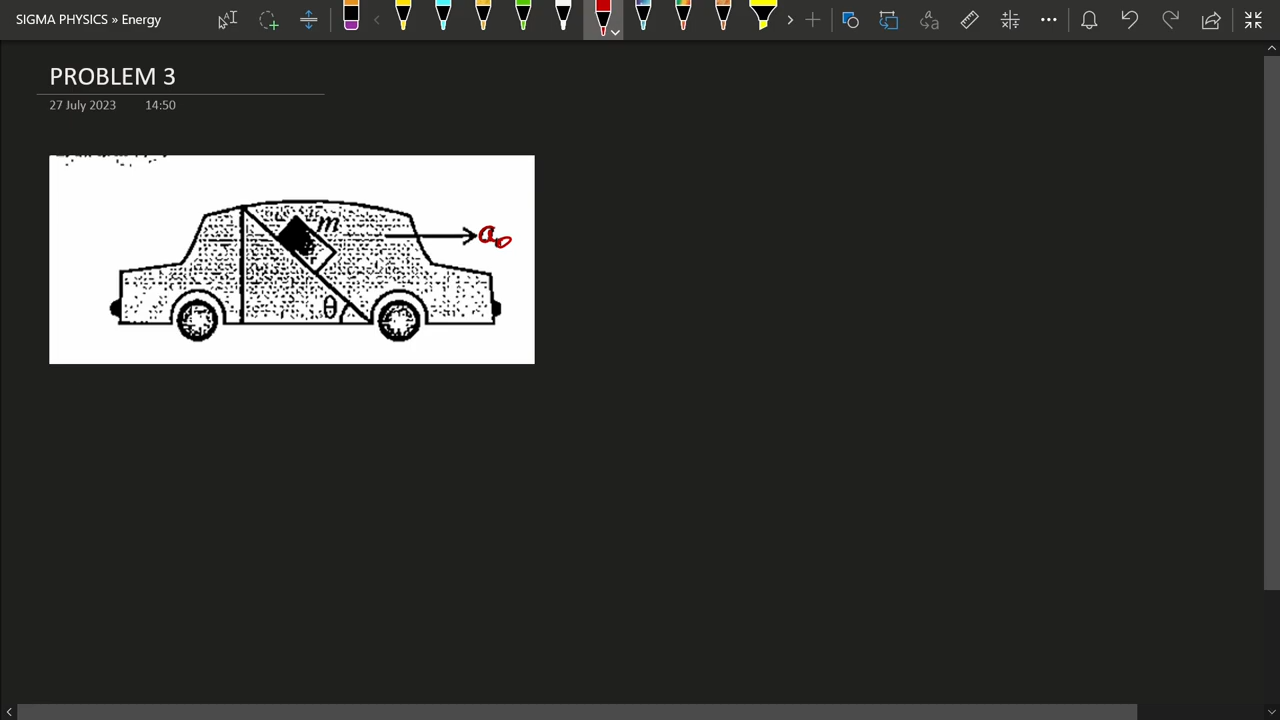 SIGMA PHYSICS » Energy
PROBLEM 3
27 July 2023 14:50
m
a₀
θ